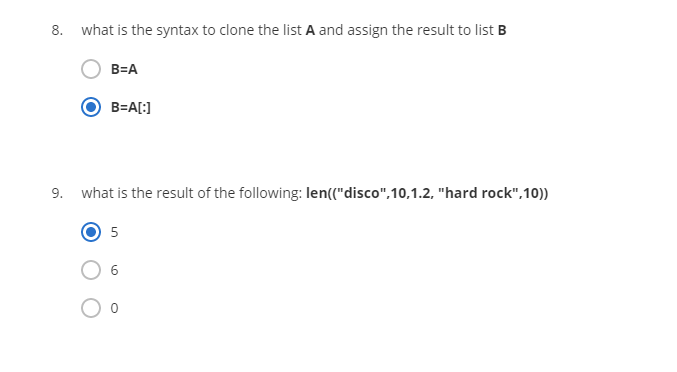 8. what is the syntax to clone the list A and assign the result to list B
B=A
B=A[:]
9. what is the result of the following: len(("disco",10,1.2, "hard rock",10))
5
6
0